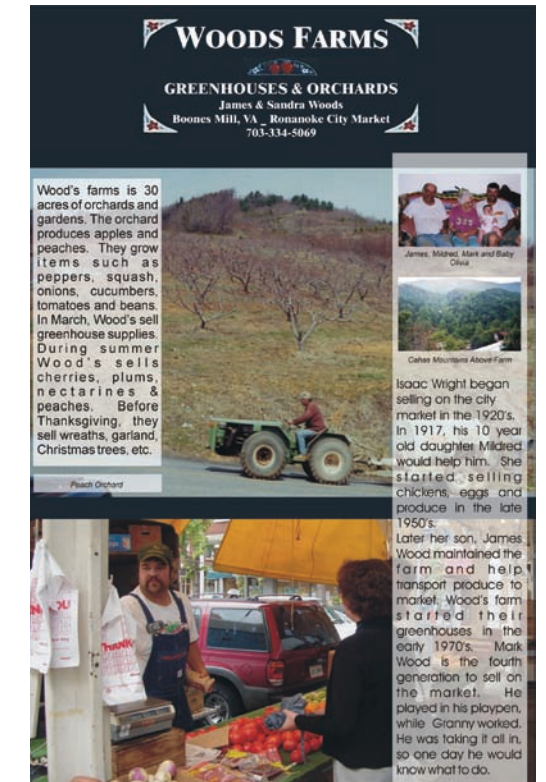 WOODS FARMS
GREENHOUSES & ORCHARDS
James & Sandra Woods
Boones Mill, VA _ Ronanoke City Market
703-334-5069
Wood's farms is 30
acres of orchards and
gardens. The orchard
produces apples and
peaches. They grow
items such as
peppers, squash,
onions, cucumbers,
tomatoes and beans.
In March, Wood's sell
greenhouse supplies.
During summer
Wood's sells
cherries, plums,
nectarines &
peaches. Before
Thanksgiving, they
sell wreaths, garland,
Christmas trees, etc.
Peach Orchard
James, Mildred, Mark and Baby
Olivia
Cahas Mountains Above Farm
Isaac Wright began
selling on the city
market in the 1920's.
In 1917, his 10 year
old daughter Mildred
would help him. She
started selling
chickens, eggs and
produce in the late
1950's.
Later her son, James
Wood maintained the
farm and help
transport produce to
market. Wood's farm
started their
greenhouses in the
early 1970's. Mark
Wood is the fourth
generation to sell on
the market. He
played in his playpen,
while Granny worked.
He was taking it all in,
so one day he would
know what to do.